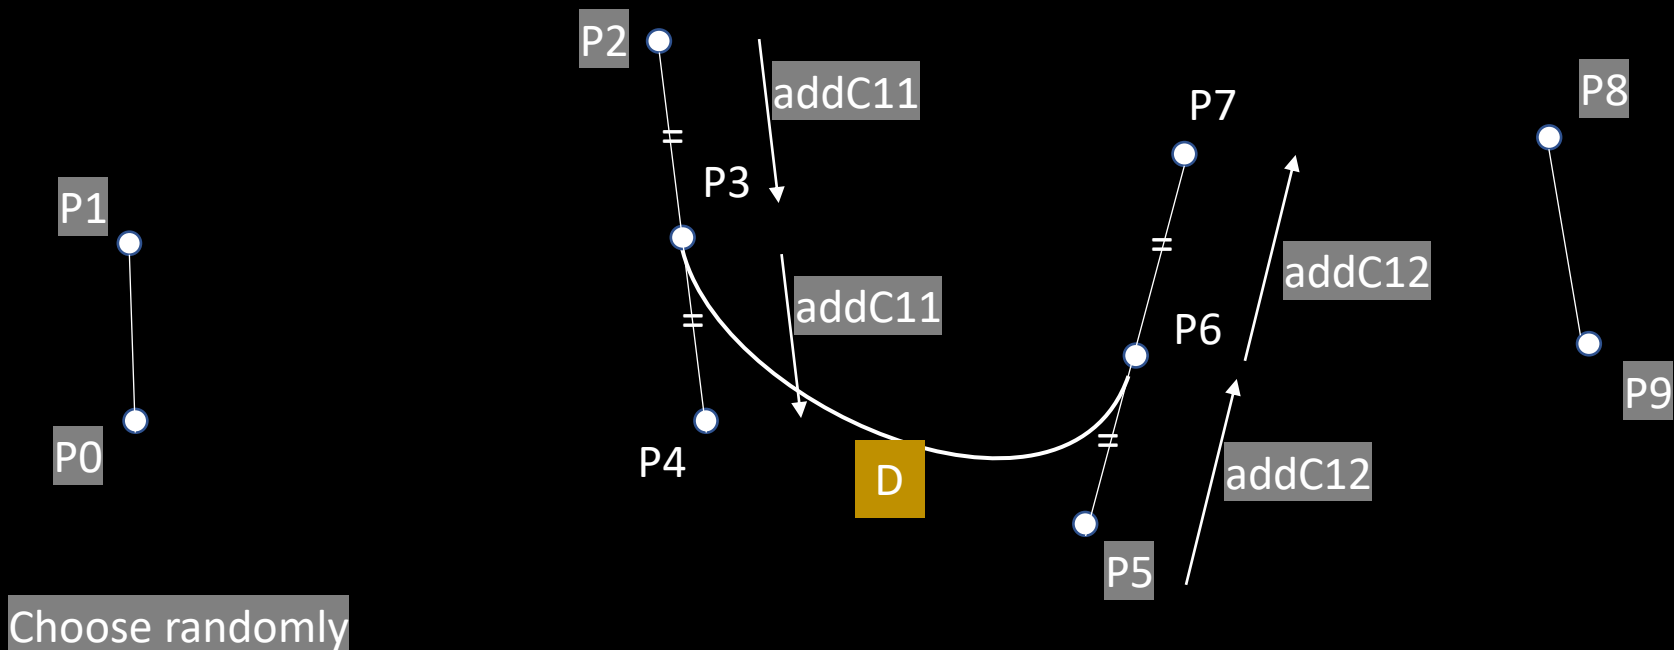 P2
addC11
P8
P7
P3
P1
addC12
addC11
P6
P9
P0
P4
D
addC12
P5
Choose randomly
=
=
=
=